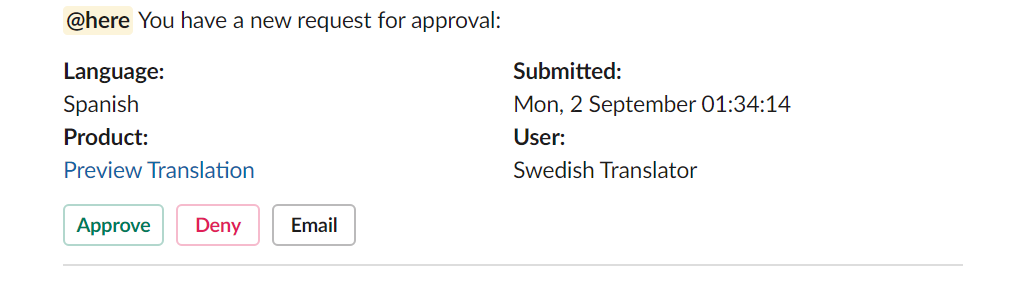 @here You have a new request for approval:
Language:
Spanish
Submitted:
Mon, 2 September 01:34:14
Product:
Preview Translation
User:
Swedish Translator
Approve
Deny
Email